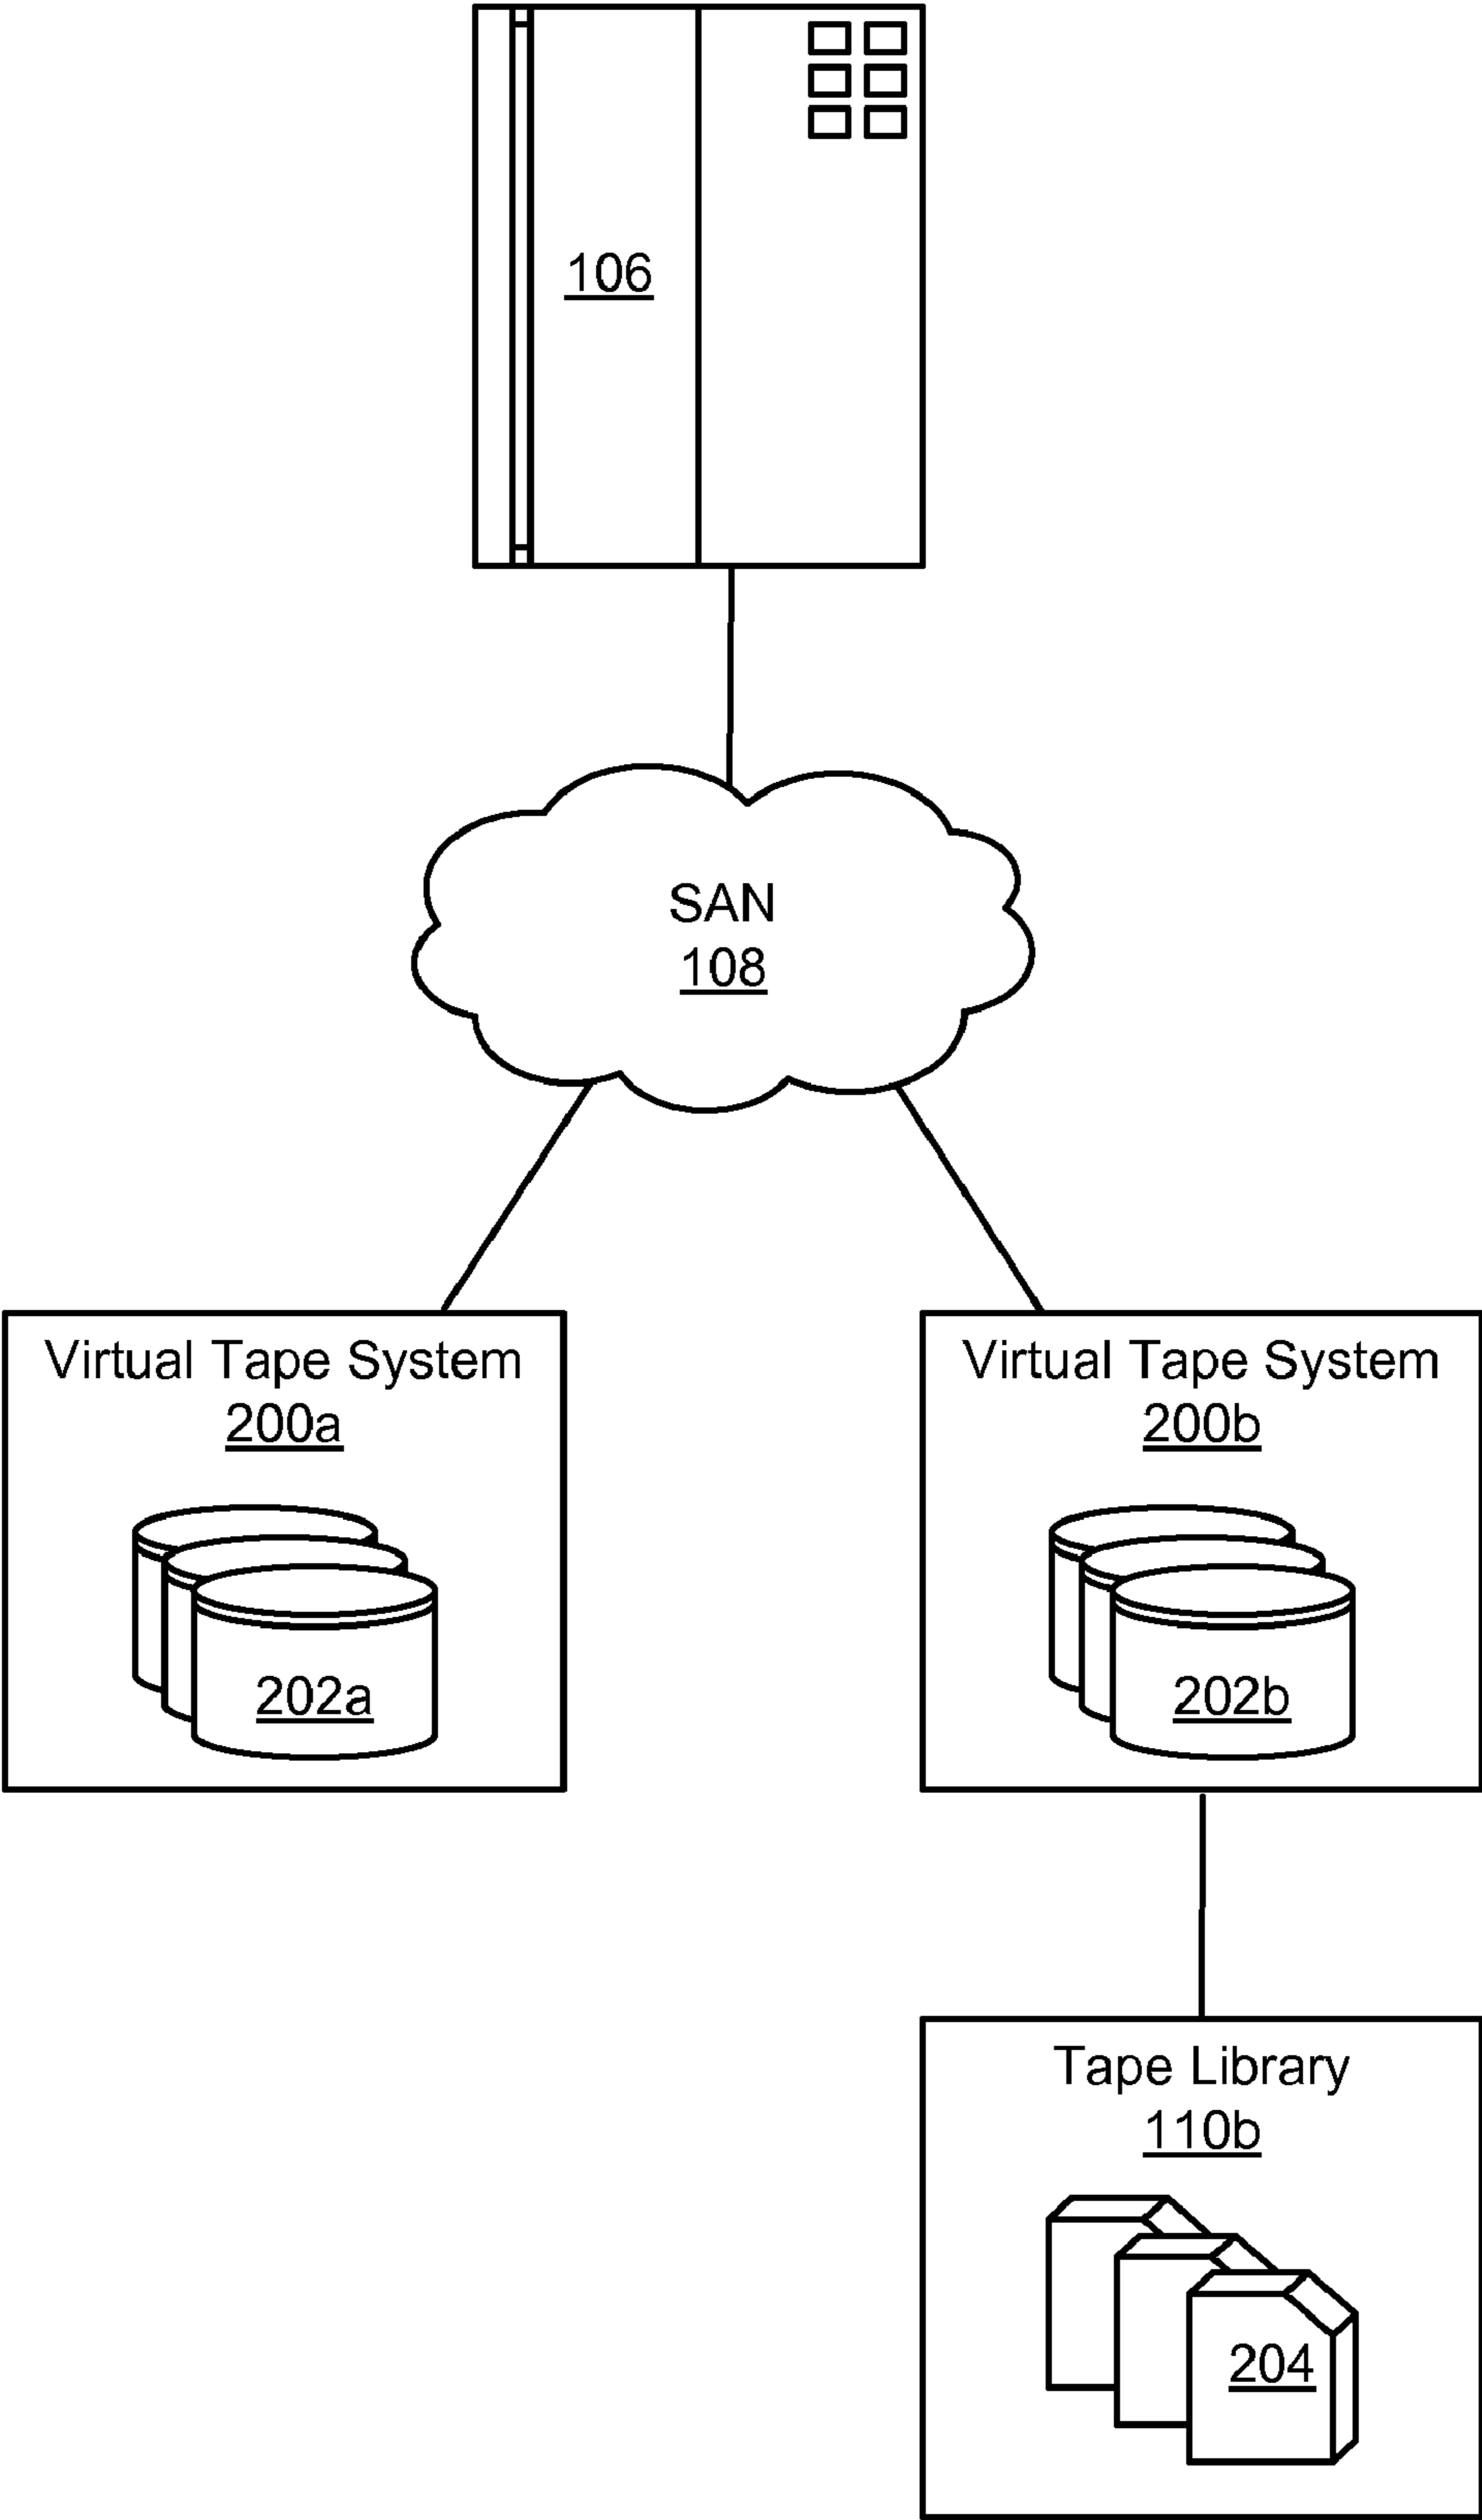 106
SAN
108
Virtual Tape System
200a
202a
Virtual Tape System
200b
202b
Tape Library
110b
204